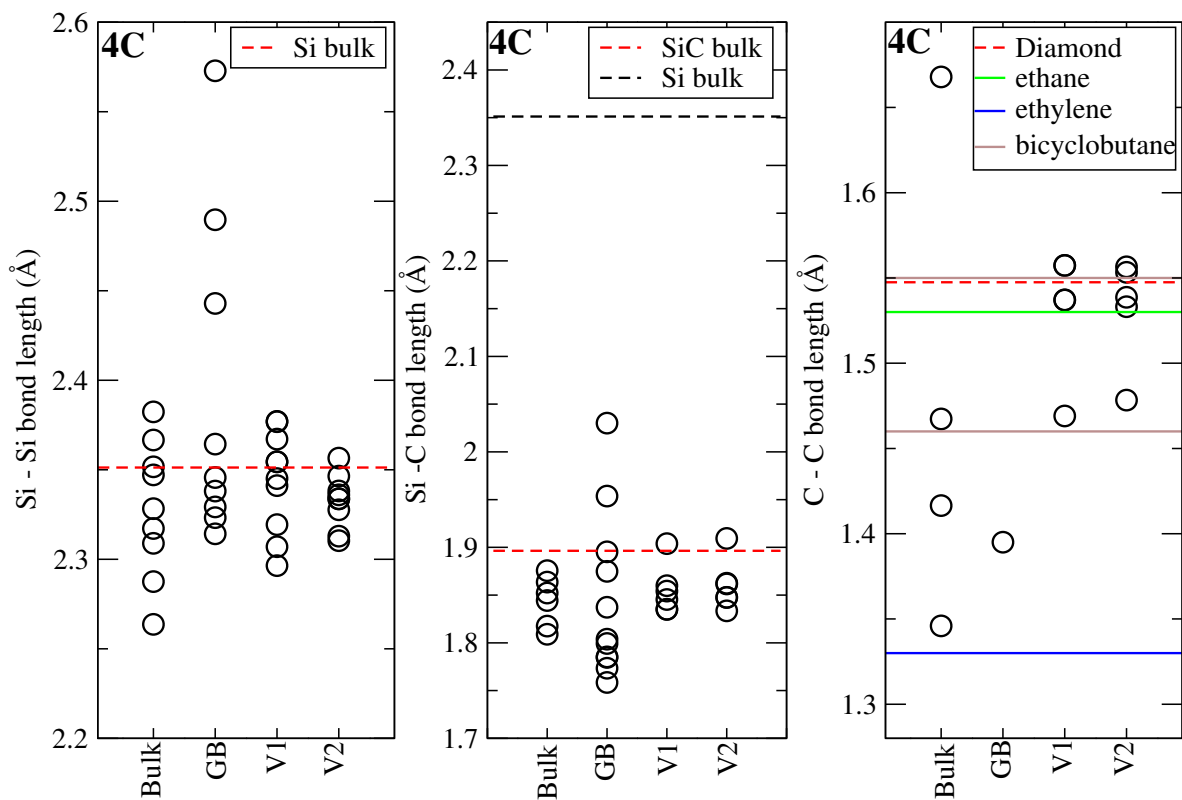 4C
Si bulk
Si - Si bond length (Å)
2.6
2.5
2.4
2.3
2.2
Bulk
GB
V1
V2
4C
SiC bulk
Si bulk
Si -C bond length (Å)
2.4
2.3
2.2
2.1
2
1.9
1.8
1.7
Bulk
GB
V1
V2
4C
Diamond
ethane
ethylene
bicyclobutane
C - C bond length (Å)
1.6
1.5
1.4
1.3
Bulk
GB
V1
V2